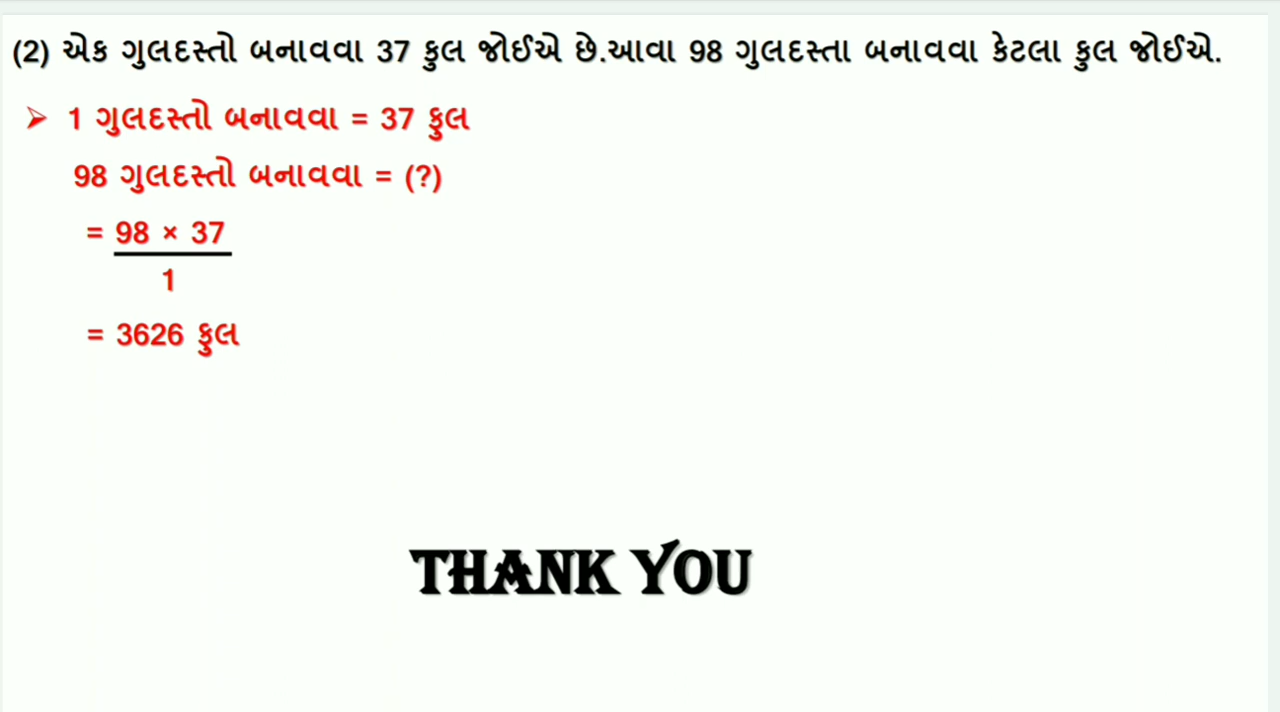 (2) એક ગુલદસ્તો બનાવવા 37 ફુલ જોઈએ છે.આવા 98 ગુલદસ્તા બનાવવા કેટલા ફુલ જોઈએ.
➢ 1 ગુલદસ્તો બનાવવા = 37 ફુલ
98 ગુલદસ્તો બનાવવા = (?)
= 98 × 37
1
= 3626 ફુલ
THANK YOU